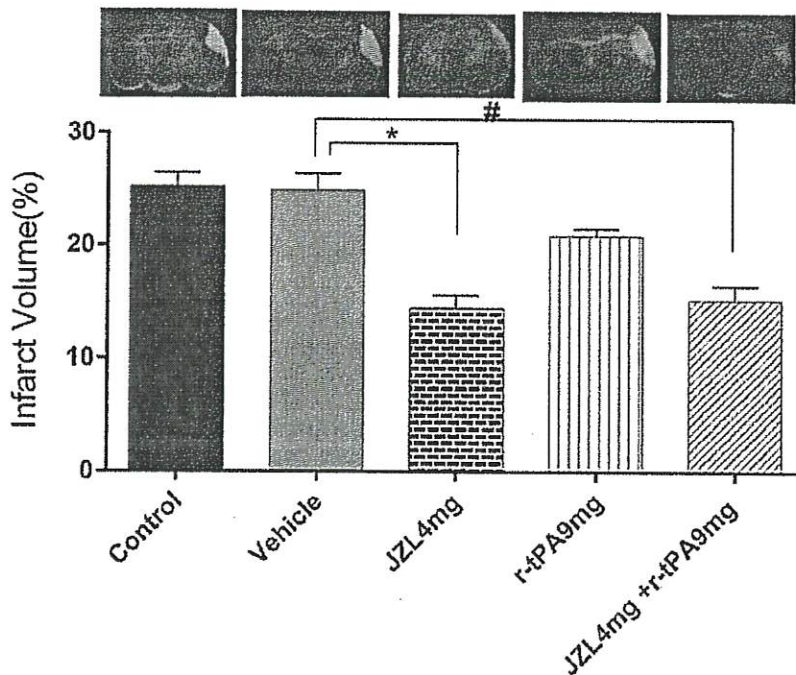 #
*
30
20
10
0
Infarct Volume(%)
Control
Vehicle
JZL4mg
r-tPA9mg
JZL4mg +r-tPA9mg